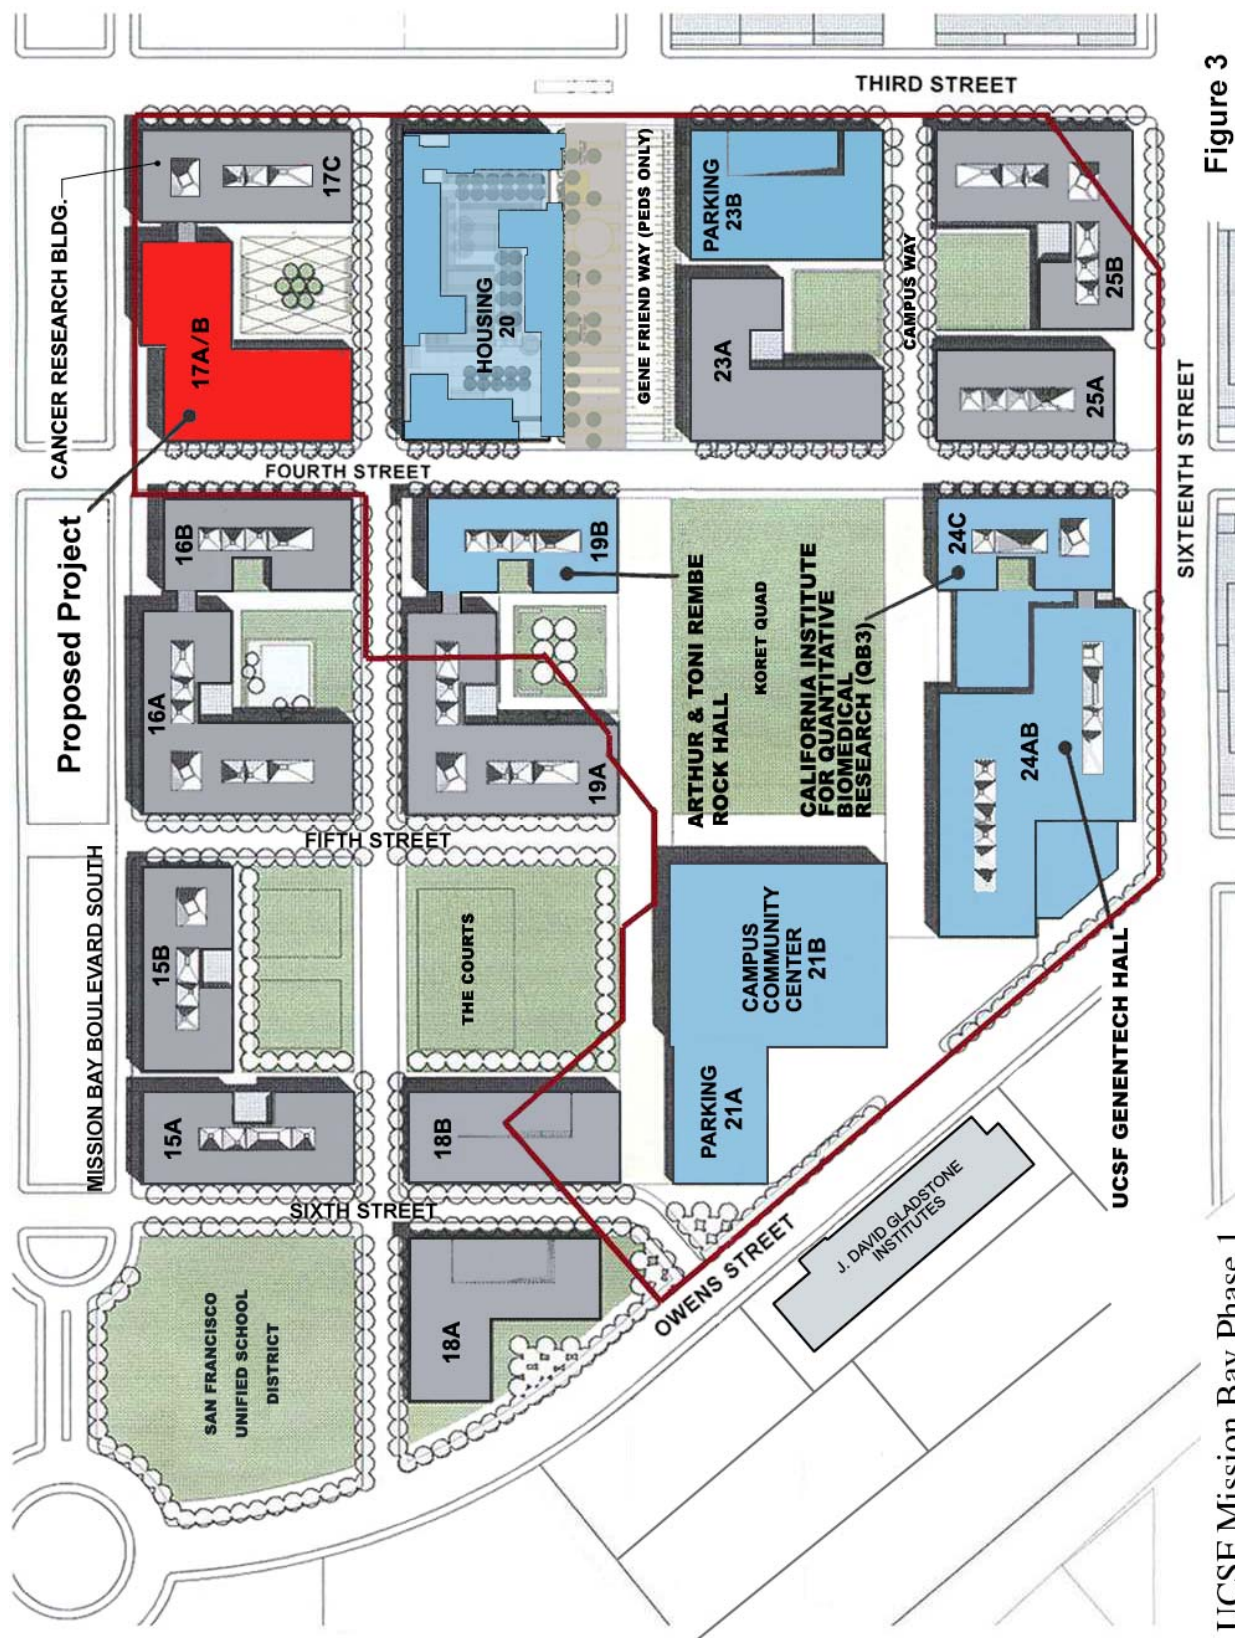 Proposed Project
CANCER RESEARCH BLDG.
MISSION BAY BOULEVARD SOUTH
SAN FRANCISCO
UNIFIED SCHOOL
DISTRICT
15A
15B
16A
16B
17A/B
17C
SIXTH STREET
FIFTH STREET
FOURTH STREET
THIRD STREET
18A
18B
THE COURTS
19A
19B
HOUSING
20
GENE FRIEND WAY (PEDS ONLY)
ARTHUR & TONI REMBE
ROCK HALL
KORET QUAD
CALIFORNIA INSTITUTE
FOR QUANTITATIVE
BIOMEDICAL
RESEARCH (QB3)
PARKING
21A
CAMPUS
COMMUNITY
CENTER
21B
23A
PARKING
23B
CAMPUS WAY
OWENS STREET
J. DAVID GLADSTONE
INSTITUTES
24AB
24C
25A
25B
UCSF GENENTECH HALL
SIXTEENTH STREET
UCSF Mission Bay Phase 1
Figure 3